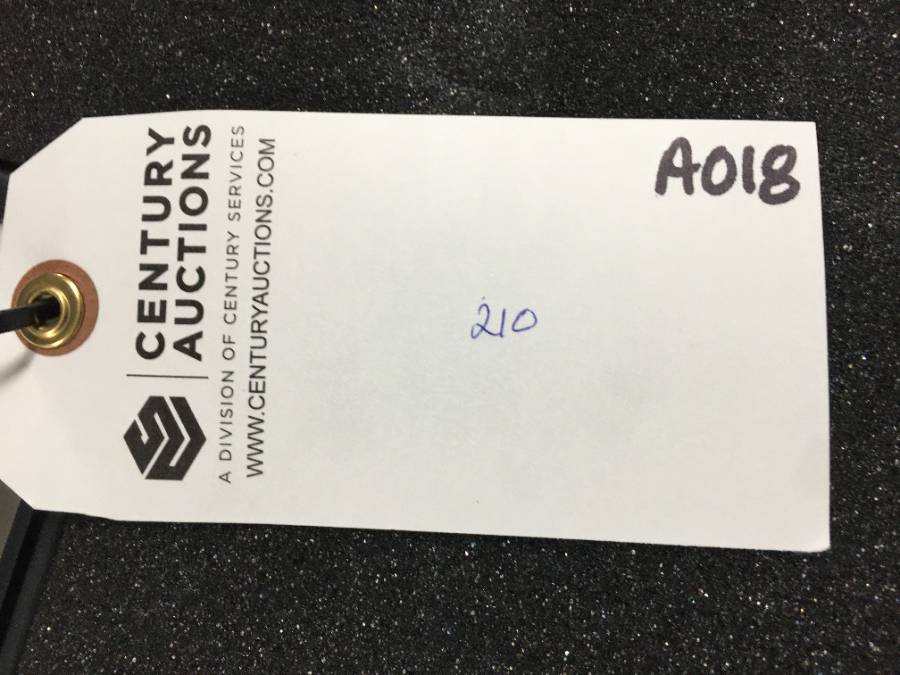 CENTURY
AUCTIONS
A DIVISION OF CENTURY SERVICES
WWW.CENTURYAUCTIONS.COM
A018
210